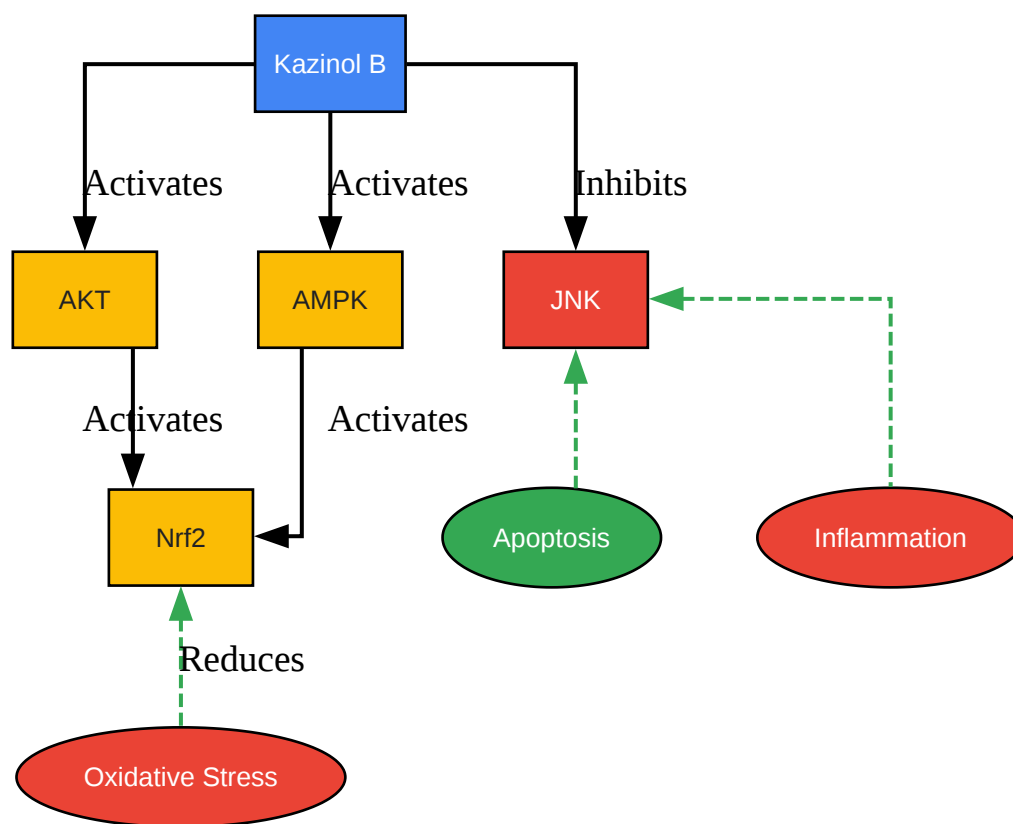 Kazinol B
Activates
Activates
Inhibits
AKT
AMPK
JNK
Activates
Activates
Nrf2
Apoptosis
Inflammation
Reduces
Oxidative Stress